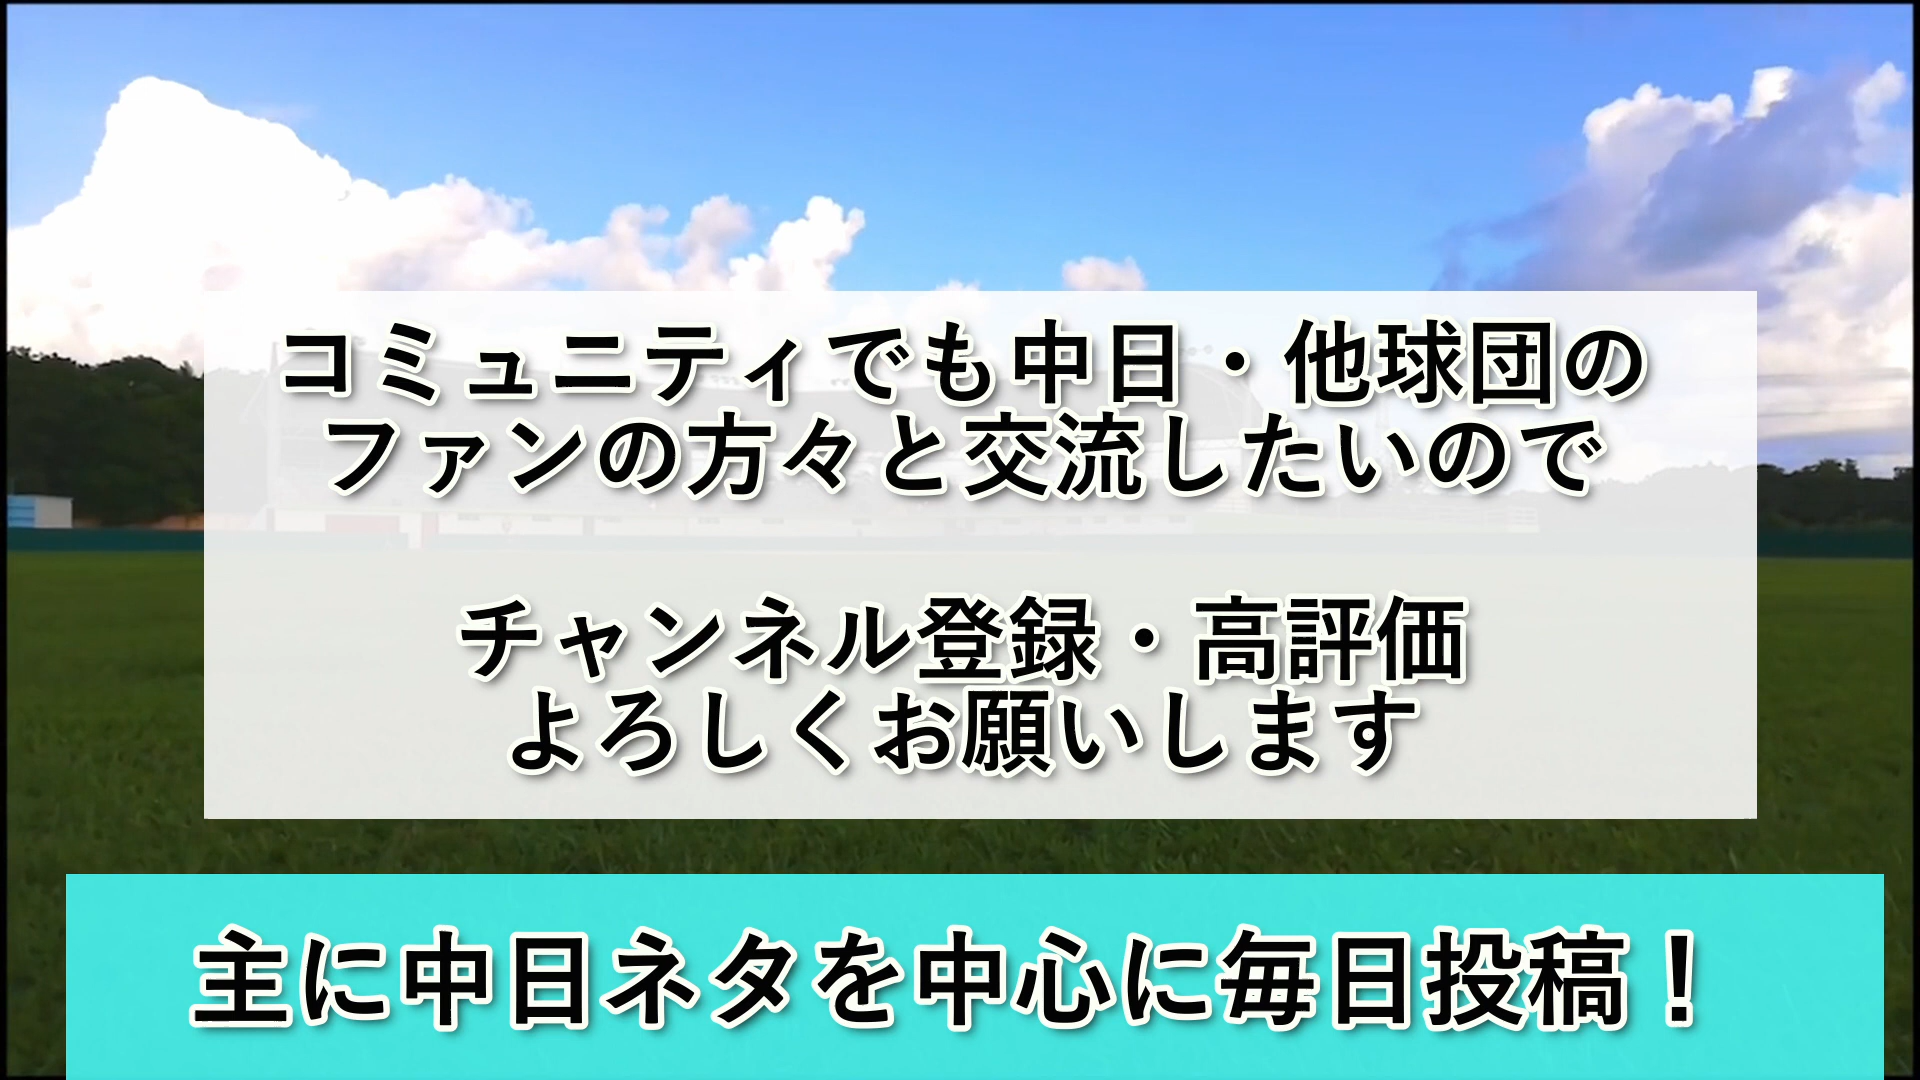 コミュニティでも中日・他球団の
ファンの方々と交流したいので
チャンネル登録・高評価
よろしくお願いします
主に中日ネタを中心に毎日投稿！